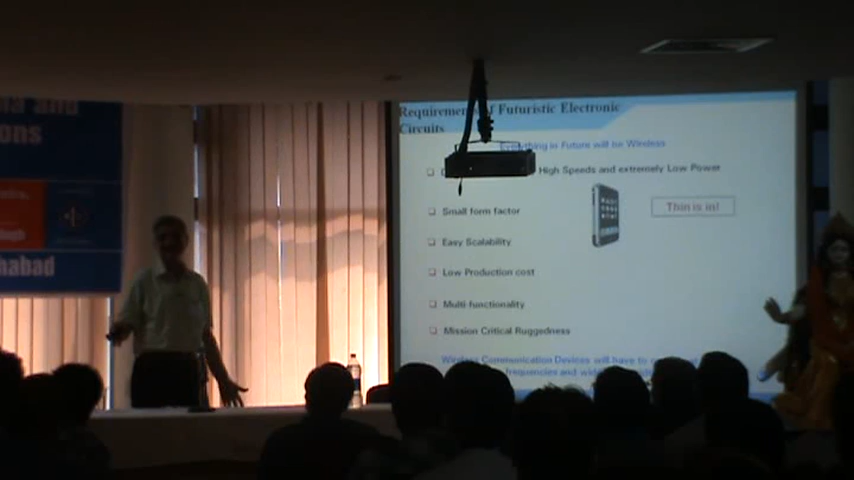 and
ons
habad
Requirements of Futuristic Electronic
Circuits
Everything in Future will be Wireless
High Speeds and extremely Low Power
Small form factor
Thin is in!
Easy Scalability
Low Production cost
Multi-functionality
Mission Critical Ruggedness
Wireless Communication Devices will have to
frequencies and